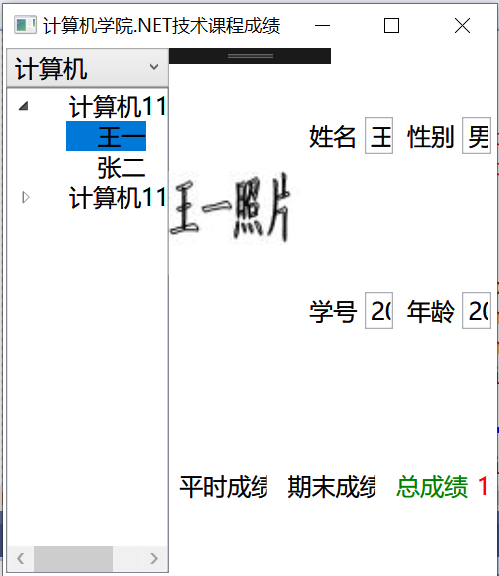 计算机学院.NET技术课程成绩
计算机
计算机11
王一
张二
计算机11
姓名 王 性别 男
王一照片
学号 20 年龄 20
平时成绩 期末成绩 总成绩 1